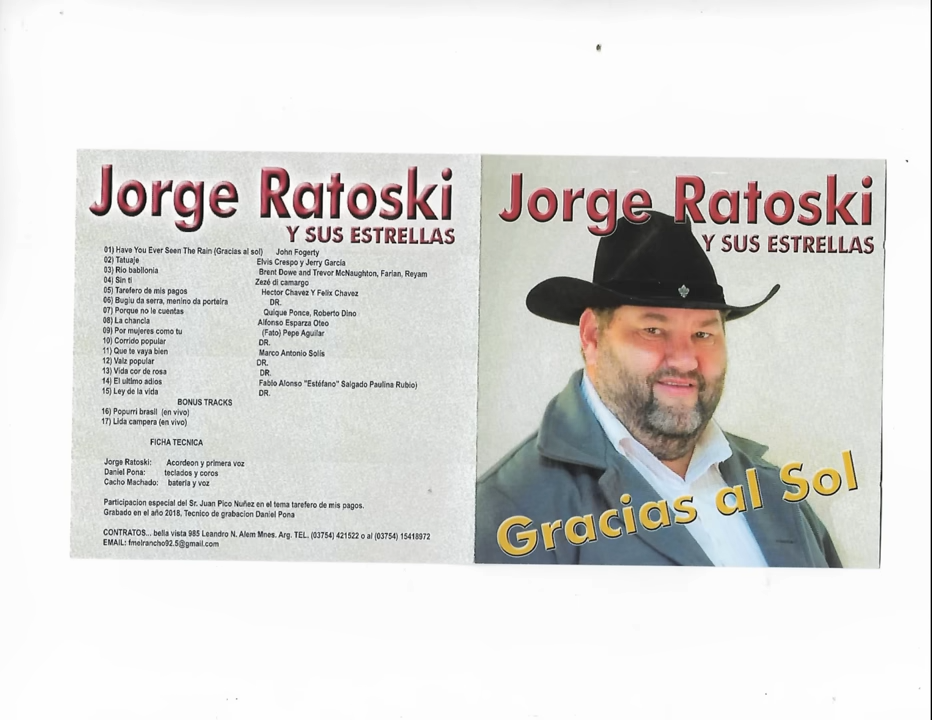 Jorge Ratoski
Y SUS ESTRELLAS
01) Have You Ever Seen The Rain (Gracias al sol) John Fogerty
02) Tatuaje Elvis Crespo y Jerry Garcia
03) Rio babilonia Brent Dowe and Trevor McNaughton, Farian, Reyam
04) Sin ti Zezé di camargo
05) Tarefero de mis pagos Hector Chavez Y Felix Chavez
06) Bugiu da serra, menino da porteira DR.
07) Porque no le cuentas Quique Ponce, Roberto Dino
08) La chancla Alfonso Esparza Oteo
09) Por mujeres como tu (Fato) Pepe Aguilar
10) Corrido popular DR.
11) Que te vaya bien Marco Antonio Solis
12) Valz popular DR.
13) Vida cor de rosa DR.
14) El ultimo adios Fabio Alonso "Estéfano" Salgado Paulina Rubio)
15) Ley de la vida DR.
BONUS TRACKS
16) Popurri brasil (en vivo)
17) Lida campera (en vivo)
FICHA TECNICA
Jorge Ratoski: Acordeon y primera voz
Daniel Pona: teclados y coros
Cacho Machado: bateria y voz
Participacion especial del Sr. Juan Pico Nuñez en el tema tarefero de mis pagos.
Grabado en el año 2018, Tecnico de grabacion Daniel Pona
CONTRATOS... bella vista 985 Leandro N. Alem Mnes. Arg. TEL. (03754) 421522 o al (03754) 15418972
EMAIL: fmelrancho92.5@gmail.com
Jorge Ratoski
Y SUS ESTRELLAS
Gracias al Sol